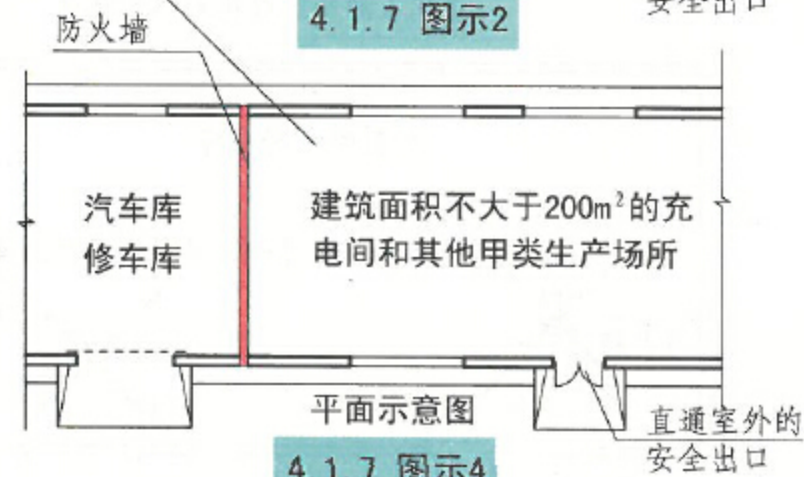 安全出口
4.1.7 图示2
防火墙
汽车库
修车库
建筑面积不大于200m²的充
电间和其他甲类生产场所
平面示意图
直通室外的
安全出口
4.1.7 图示4